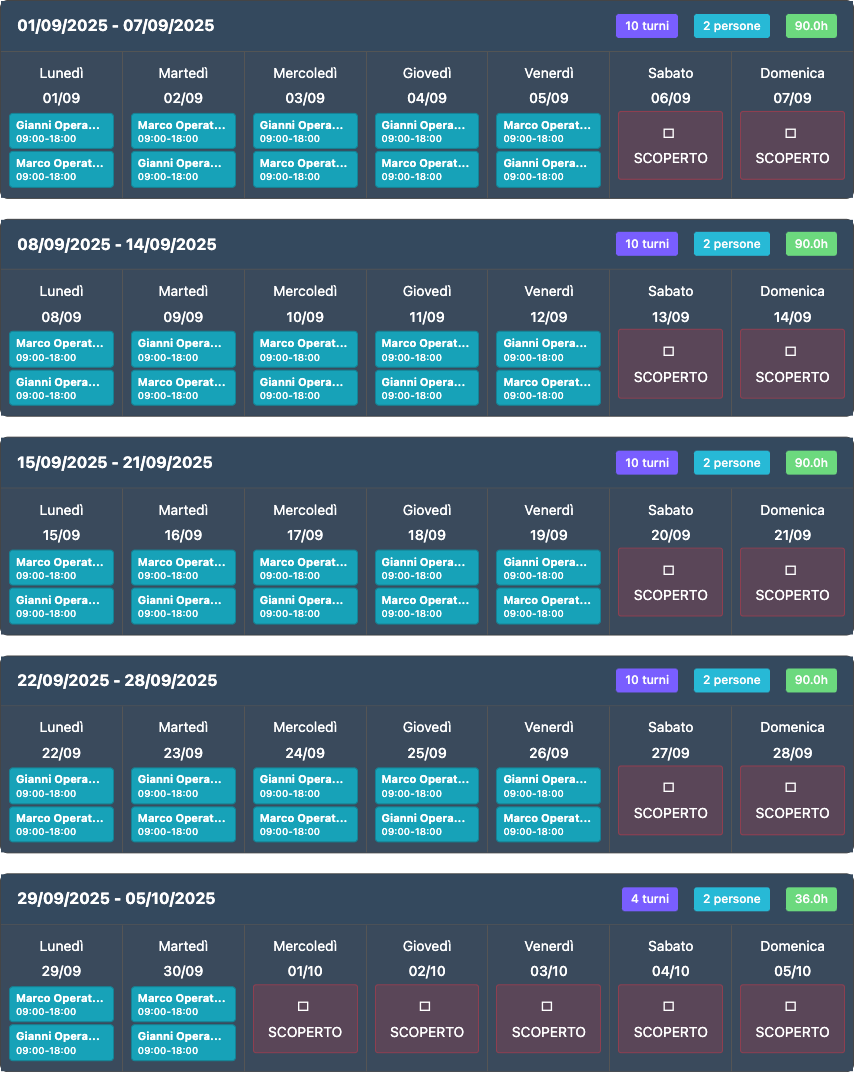 01/09/2025 - 07/09/2025 10 turni 2 persone 90.0h
Lunedì Martedì Mercoledì Giovedì Venerdì Sabato Domenica
01/09 02/09 03/09 04/09 05/09 06/09 07/09
Gianni Opera... Marco Operat... Gianni Opera... Gianni Opera... Marco Operat...
09:00-18:00 09:00-18:00 09:00-18:00 09:00-18:00 09:00-18:00
SCOPERTO SCOPERTO
Marco Operat... Gianni Opera... Marco Operat... Marco Operat... Gianni Opera...
09:00-18:00 09:00-18:00 09:00-18:00 09:00-18:00 09:00-18:00
08/09/2025 - 14/09/2025 10 turni 2 persone 90.0h
Lunedì Martedì Mercoledì Giovedì Venerdì Sabato Domenica
08/09 09/09 10/09 11/09 12/09 13/09 14/09
Marco Operat... Gianni Opera... Marco Operat... Marco Operat... Gianni Opera...
09:00-18:00 09:00-18:00 09:00-18:00 09:00-18:00 09:00-18:00
SCOPERTO SCOPERTO
Gianni Opera... Marco Operat... Gianni Opera... Gianni Opera... Marco Operat...
09:00-18:00 09:00-18:00 09:00-18:00 09:00-18:00 09:00-18:00
15/09/2025 - 21/09/2025 10 turni 2 persone 90.0h
Lunedì Martedì Mercoledì Giovedì Venerdì Sabato Domenica
15/09 16/09 17/09 18/09 19/09 20/09 21/09
Marco Operat... Marco Operat... Marco Operat... Gianni Opera... Gianni Opera...
09:00-18:00 09:00-18:00 09:00-18:00 09:00-18:00 09:00-18:00
SCOPERTO SCOPERTO
Gianni Opera... Gianni Opera... Gianni Opera... Marco Operat... Marco Operat...
09:00-18:00 09:00-18:00 09:00-18:00 09:00-18:00 09:00-18:00
22/09/2025 - 28/09/2025 10 turni 2 persone 90.0h
Lunedì Martedì Mercoledì Giovedì Venerdì Sabato Domenica
22/09 23/09 24/09 25/09 26/09 27/09 28/09
Gianni Opera... Gianni Opera... Gianni Opera... Marco Operat... Gianni Opera...
09:00-18:00 09:00-18:00 09:00-18:00 09:00-18:00 09:00-18:00
SCOPERTO SCOPERTO
Marco Operat... Marco Operat... Marco Operat... Gianni Opera... Marco Operat...
09:00-18:00 09:00-18:00 09:00-18:00 09:00-18:00 09:00-18:00
29/09/2025 - 05/10/2025 4 turni 2 persone 36.0h
Lunedì Martedì Mercoledì Giovedì Venerdì Sabato Domenica
29/09 30/09 01/10 02/10 03/10 04/10 05/10
Marco Operat... Marco Operat...
09:00-18:00 09:00-18:00
SCOPERTO SCOPERTO SCOPERTO SCOPERTO SCOPERTO
Gianni Opera... Gianni Opera...
09:00-18:00 09:00-18:00